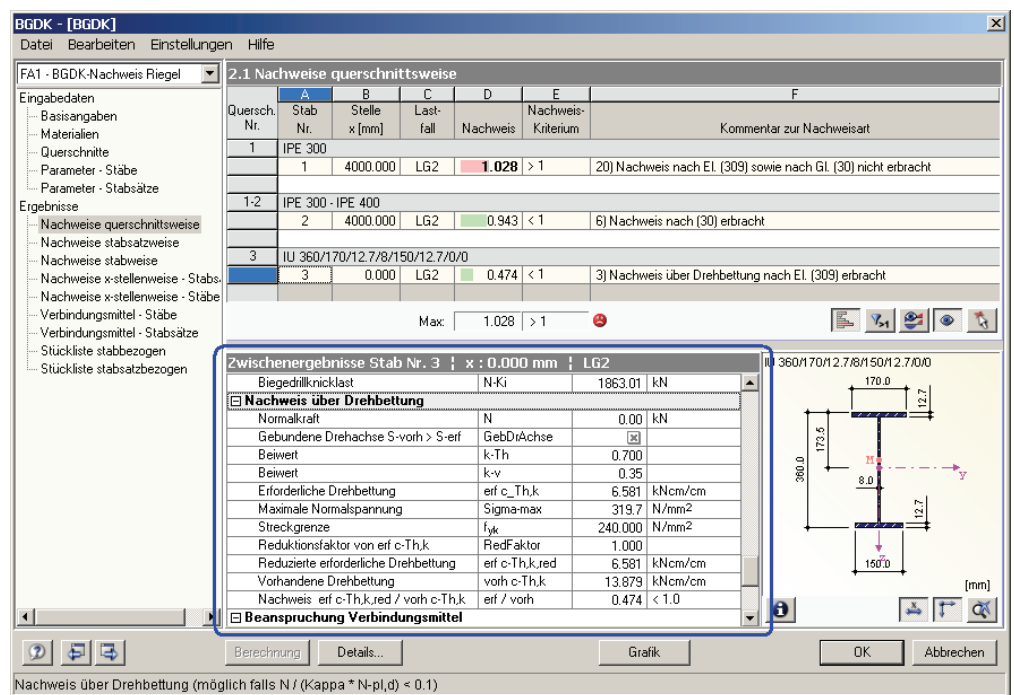 BGDK - [BGDK]
Datei Bearbeiten Einstellungen Hilfe
FA1 - BGDK-Nachweis Riegel
Eingabedaten
Basisangaben
Materialien
Querschnitte
Parameter - Stäbe
Parameter - Stabsätze
Ergebnisse
Nachweise querschnittsweise
Nachweise stabsatzweise
Nachweise stabweise
Nachweise x-stellenweise - Stabs
Nachweise x-stellenweise - Stäbe
Verbindungsmittel - Stäbe
Verbindungsmittel - Stabsätze
Stückliste stabbezogen
Stückliste stabsatzbezogen
2.1 Nachweise querschnittsweise
A B C D E F
Quersch. Nr. Stab Nr. Stelle x [mm] Last-fall Nachweis Nachweis-Kriterium Kommentar zur Nachweisart
1 IPE 300
1 4000.000 LG2 1.028 > 1 20) Nachweis nach El. (309) sowie nach Gl. (30) nicht erbracht
1-2 IPE 300 - IPE 400
2 4000.000 LG2 0.943 < 1 6) Nachweis nach (30) erbracht
3 IU 360/170/12.7/8/150/12.7/0/0
3 0.000 LG2 0.474 < 1 3) Nachweis über Drehbettung nach El. (309) erbracht
Max: 1.028 > 1
>1
Zwischenergebnisse Stab Nr. 3 ¦ x : 0.000 mm ¦ LG2
Biegedrillknicklast N-Ki 1863.01 kN
Nachweis über Drehbettung
Normalkraft N 0.00 kN
Gebundene Drehachse S-vorh > S-erf GebDrAchse
Beiwert k-Th 0.700
Beiwert k-v 0.35
Erforderliche Drehbettung erf c_Th,k 6.581 kNcm/cm
Maximale Normalspannung Sigma-max 319.7 N/mm2
Streckgrenze fyk 240.000 N/mm2
Reduktionsfaktor von erf c-Th,k RedFaktor 1.000
Reduzierte erforderliche Drehbettung erf c-Th,k,red 6.581 kNcm/cm
Vorhandene Drehbettung vorh c-Th,k 13.879 kNcm/cm
Nachweis erf c-Th,k,red / vorh c-Th,k erf / vorh 0.474 < 1.0
Beanspruchung Verbindungsmittel
IU 360/170/12.7/8/150/12.7/0/0
170.0
12.7
173.5
360.0
M
y
8.0
12.7
z
150.0
[mm]
Berechnung Details... Grafik OK Abbrechen
Nachweis über Drehbettung (möglich falls N / (Kappa * N-pl,d) < 0.1)